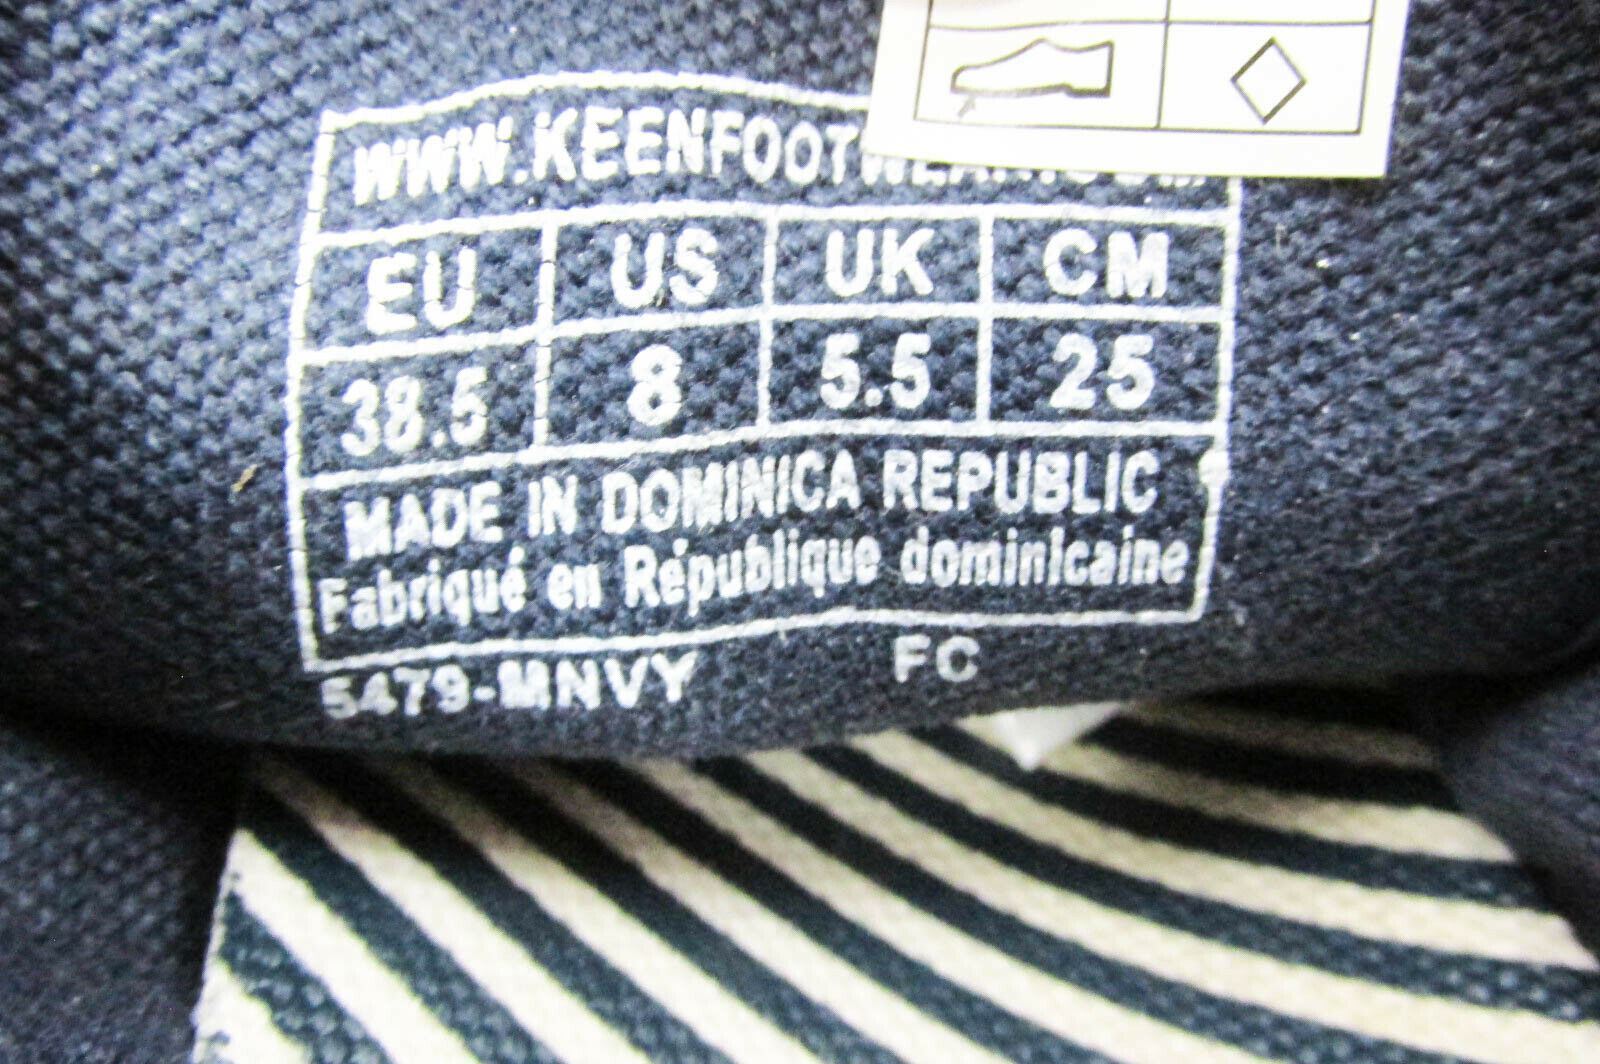 WWW.KEENFOOTWEAR.COM
EU US UK CM
38.5 8 5.5 25
MADE IN DOMINICA REPUBLIC
Fabriqué en République dominicaine
5479-MNVY FC